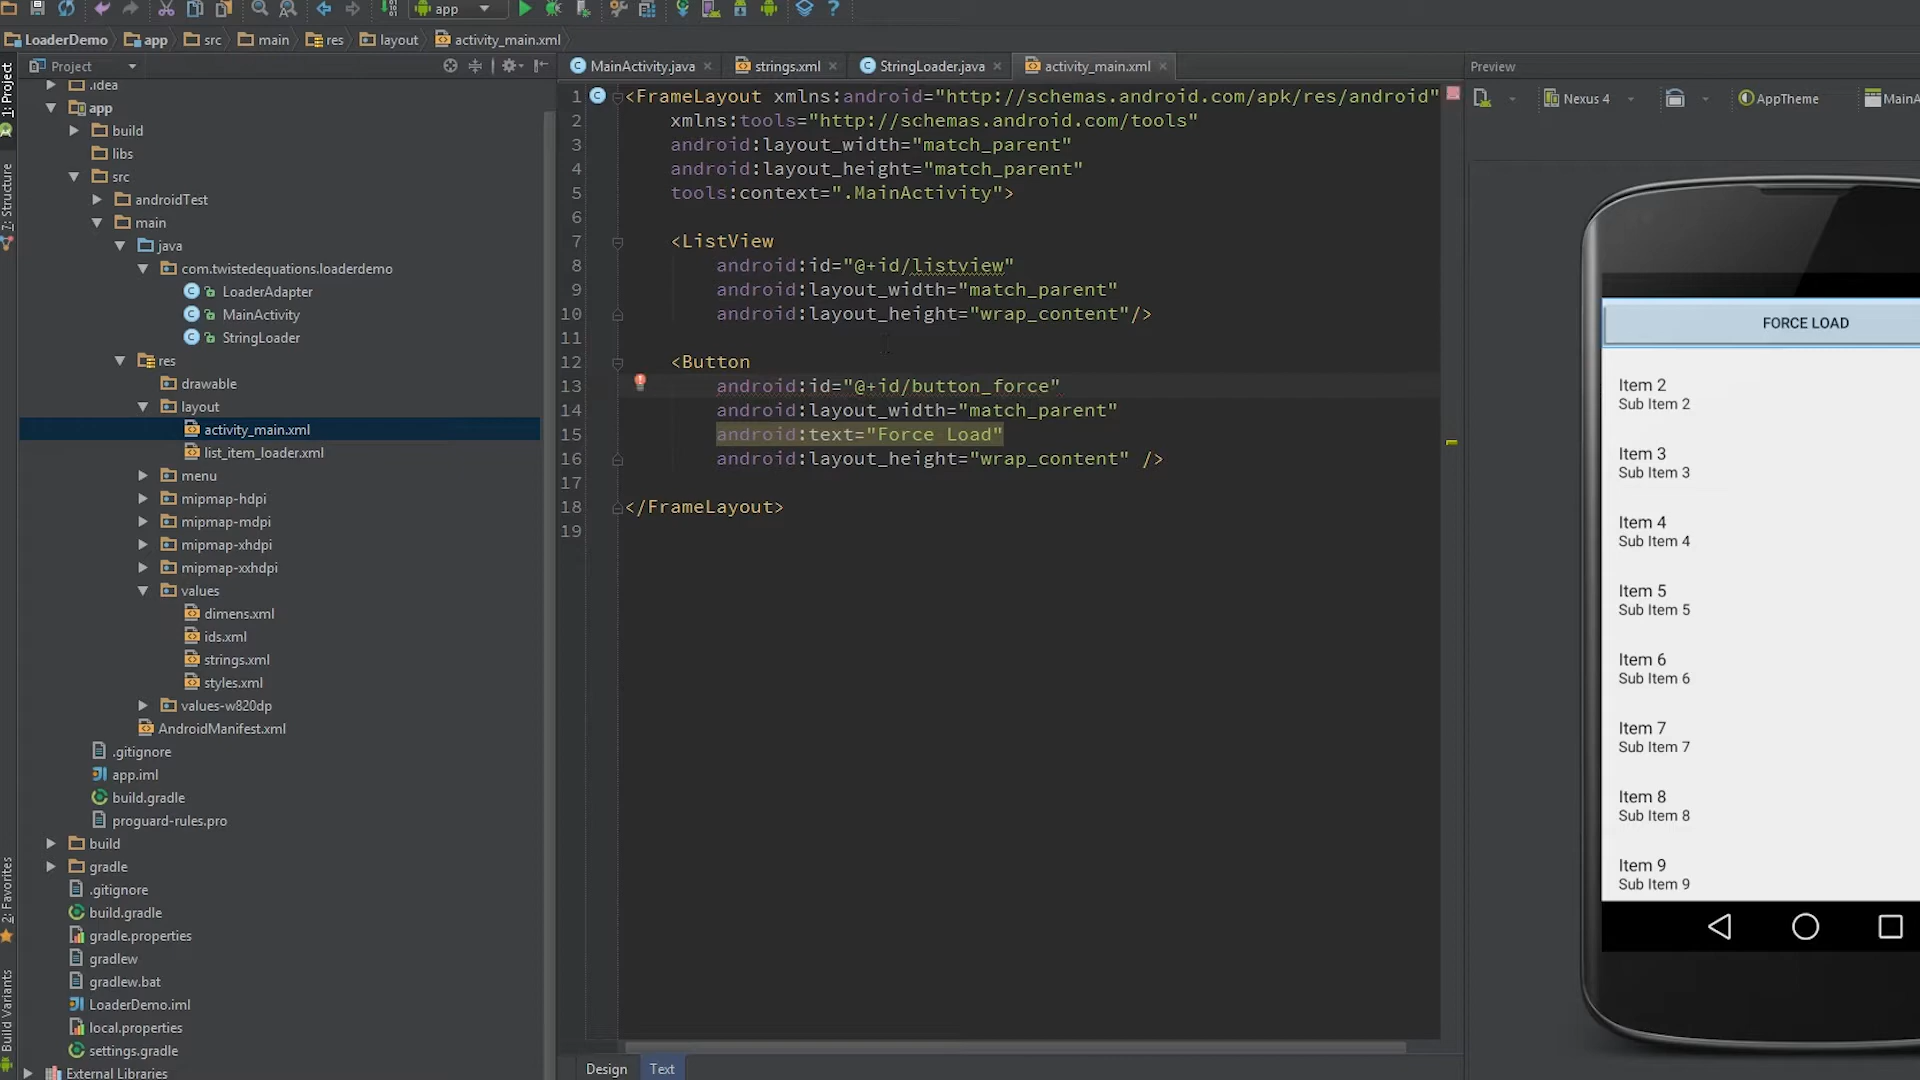 app
LoaderDemo
app
src
main
res
layout
activity_main.xml
1: Project
7: Structure
2: Favorites
Build Variants
Project
.idea
app
build
libs
src
androidTest
main
java
com.twistedequations.loaderdemo
LoaderAdapter
MainActivity
StringLoader
res
drawable
layout
activity_main.xml
list_item_loader.xml
menu
mipmap-hdpi
mipmap-mdpi
mipmap-xhdpi
mipmap-xxhdpi
values
dimens.xml
ids.xml
strings.xml
styles.xml
values-w820dp
AndroidManifest.xml
.gitignore
app.iml
build.gradle
proguard-rules.pro
build
gradle
.gitignore
build.gradle
gradle.properties
gradlew
gradlew.bat
LoaderDemo.iml
local.properties
settings.gradle
External Libraries
MainActivity.java
strings.xml
StringLoader.java
activity_main.xml
1 <FrameLayout xmlns:android="http://schemas.android.com/apk/res/android"
2 xmlns:tools="http://schemas.android.com/tools"
3 android:layout_width="match_parent"
4 android:layout_height="match_parent"
5 tools:context=".MainActivity">
6
7 <ListView
8 android:id="@+id/listview"
9 android:layout_width="match_parent"
10 android:layout_height="wrap_content"/>
11
12 <Button
13 android:id="@+id/button_force"
14 android:layout_width="match_parent"
15 android:text="Force Load"
16 android:layout_height="wrap_content" />
17
18 </FrameLayout>
19
Design
Text
Preview
Nexus 4
AppTheme
MainA
FORCE LOAD
Item 2
Sub Item 2
Item 3
Sub Item 3
Item 4
Sub Item 4
Item 5
Sub Item 5
Item 6
Sub Item 6
Item 7
Sub Item 7
Item 8
Sub Item 8
Item 9
Sub Item 9